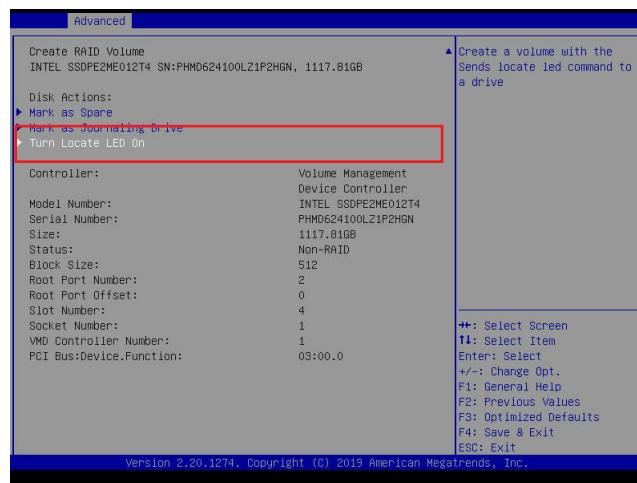 Advanced
Create RAID Volume
INTEL SSDPE2ME012T4 SN:PHMD624100LZ1P2HGN, 1117.81GB
Disk Actions:
Mark as Spare
Mark as Journaling Drive
Turn Locate LED On
Controller: Volume Management
Device Controller
Model Number: INTEL SSDPE2ME012T4
Serial Number: PHMD624100LZ1P2HGN
Size: 1117.81GB
Status: Non-RAID
Block Size: 512
Root Port Number: 2
Root Port Offset: 0
Slot Number: 4
Socket Number: 1
VMD Controller Number: 1
PCI Bus:Device.Function: 03:00.0
Create a volume with the
Sends locate led command to
a drive
→←: Select Screen
↑↓: Select Item
Enter: Select
+/-: Change Opt.
F1: General Help
F2: Previous Values
F3: Optimized Defaults
F4: Save & Exit
ESC: Exit
Version 2.20.1274. Copyright (C) 2019 American Megatrends, Inc.